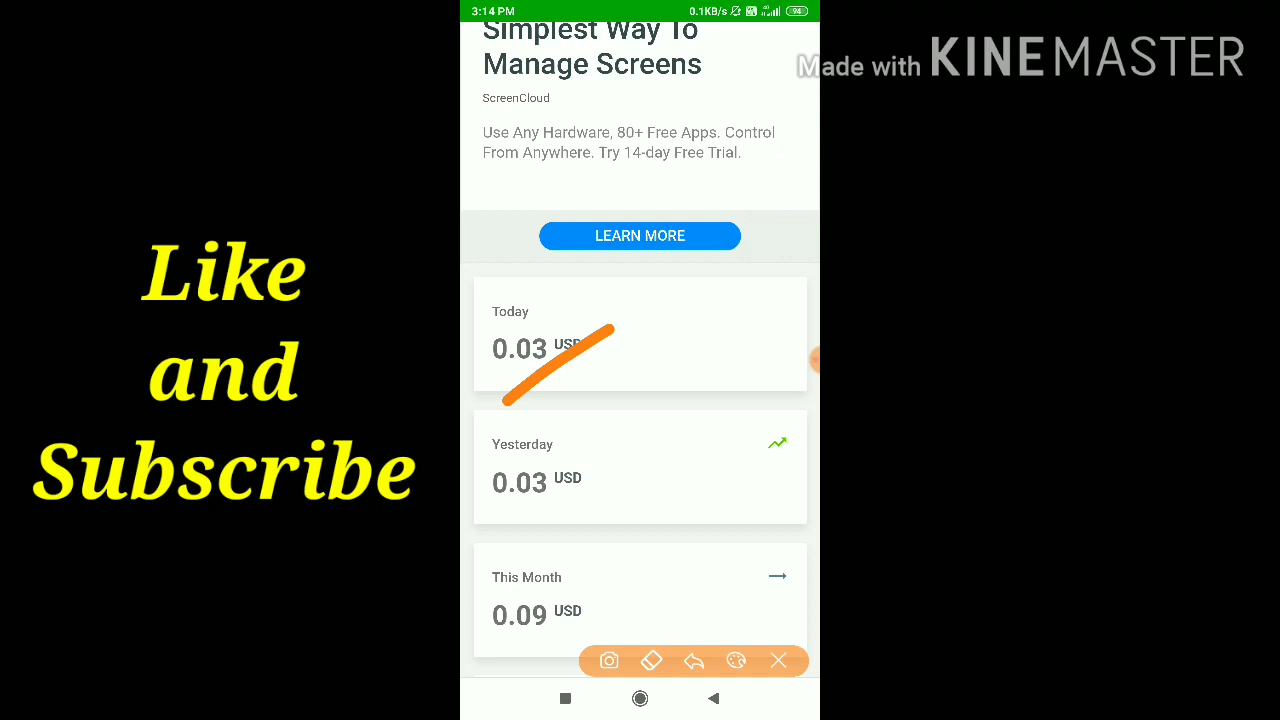 3:14 PM
0.1KB/s
94
Simplest Way To
Manage Screens
ScreenCloud
Use Any Hardware, 80+ Free Apps. Control
From Anywhere. Try 14-day Free Trial.
LEARN MORE
Today
0.03 USD
Yesterday
0.03 USD
This Month
0.09 USD
Like
and
Subscribe
Made with KINEMASTER